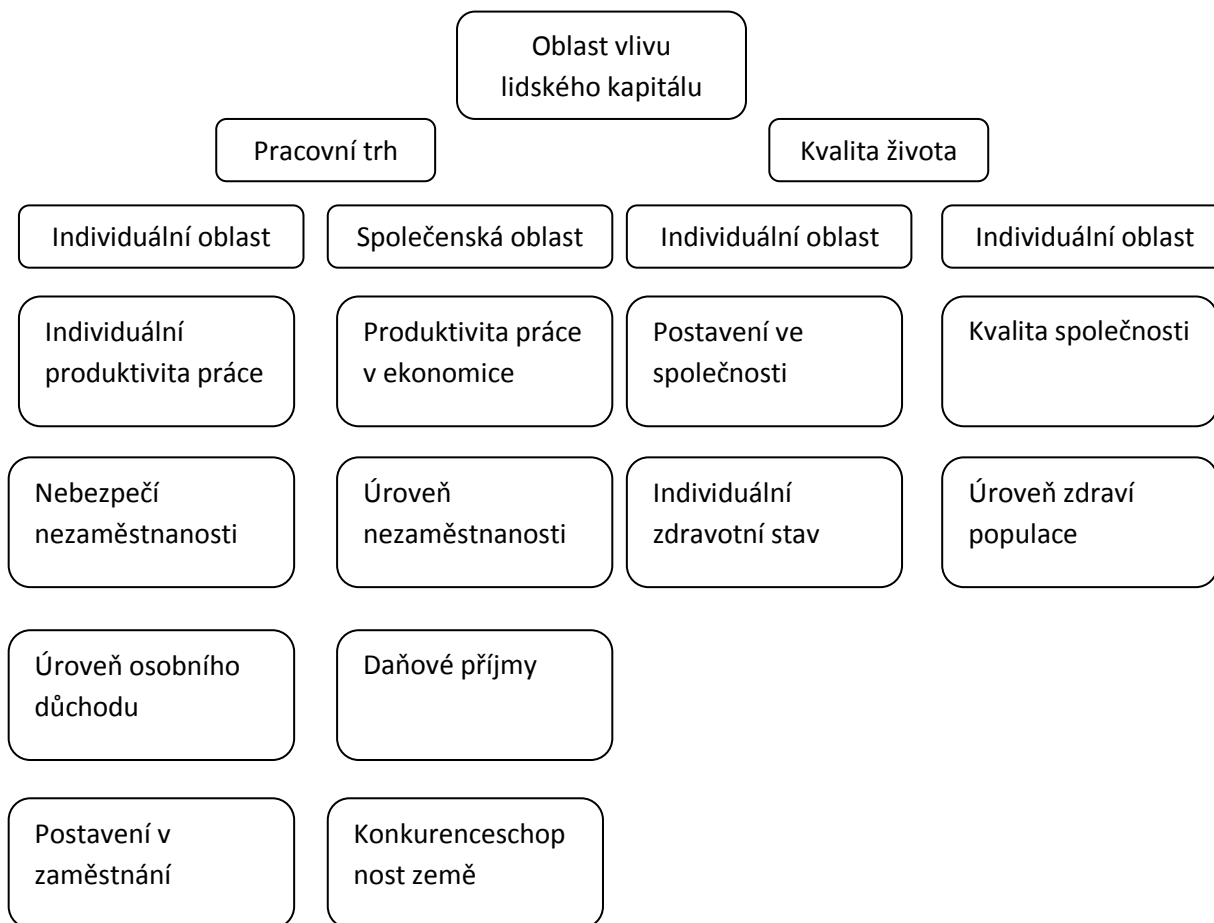 Oblast vlivu
lidského kapitálu
Pracovní trh
Kvalita života
Individuální oblast
Společenská oblast
Individuální oblast
Individuální oblast
Individuální
produktivita práce
Produktivita práce
v ekonomice
Postavení ve
společnosti
Kvalita společnosti
Nebezpečí
nezaměstnanosti
Úroveň
nezaměstnanosti
Individuální
zdravotní stav
Úroveň zdraví
populace
Úroveň osobního
důchodu
Daňové příjmy
Postavení v
zaměstnání
Konkurenceschop
nost země